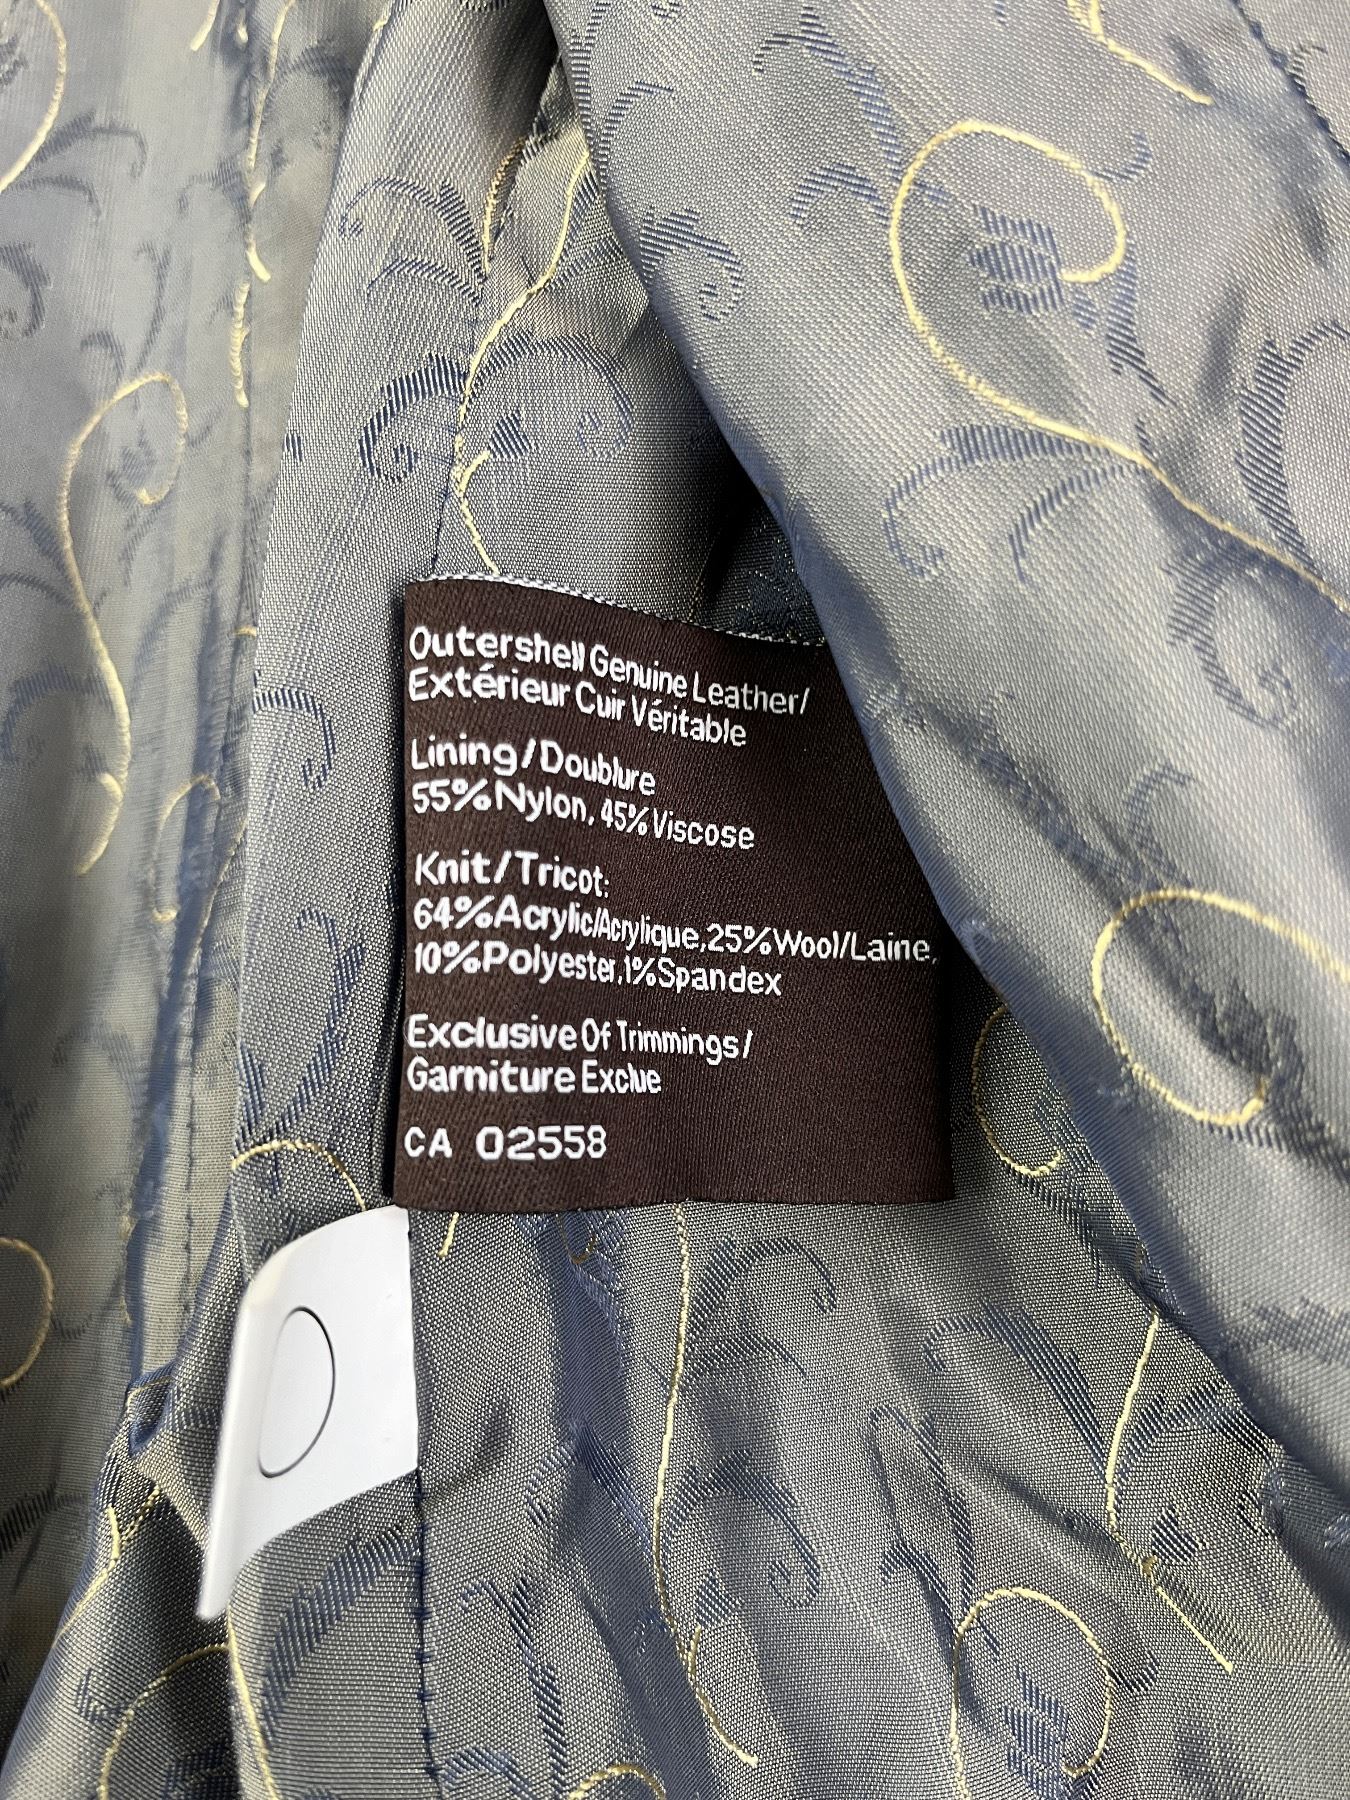 Outershell Genuine Leather/
Extérieur Cuir Véritable
Lining/Doublure
55%Nylon, 45%Viscose
Knit/Tricot:
64%Acrylic/Acrylique,25%Wool/Laine,
10%Polyester,1%Spandex
Exclusive Of Trimmings/
Garniture Exclue
CA 02558